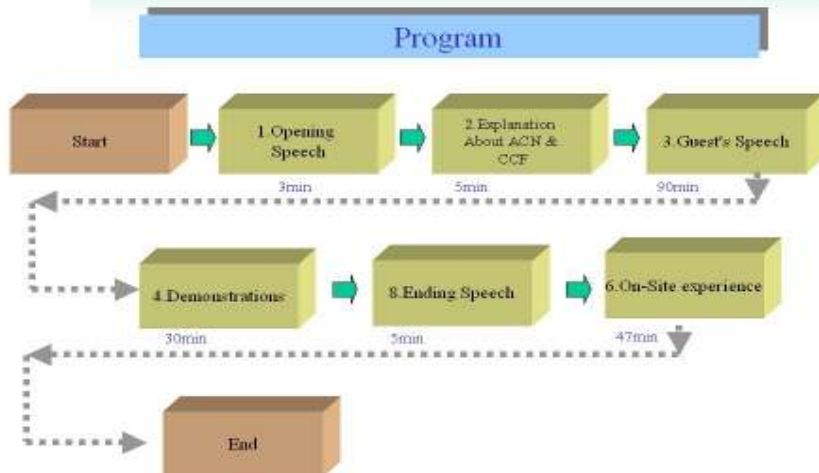 Program
Start
1.Opening
Speech
2.Explanation
About ACN &
CCF
3.Guest's Speech
3min
5min
90min
4.Demonstrations
8.Ending Speech
6.On-Site experience
30min
5min
47min
End